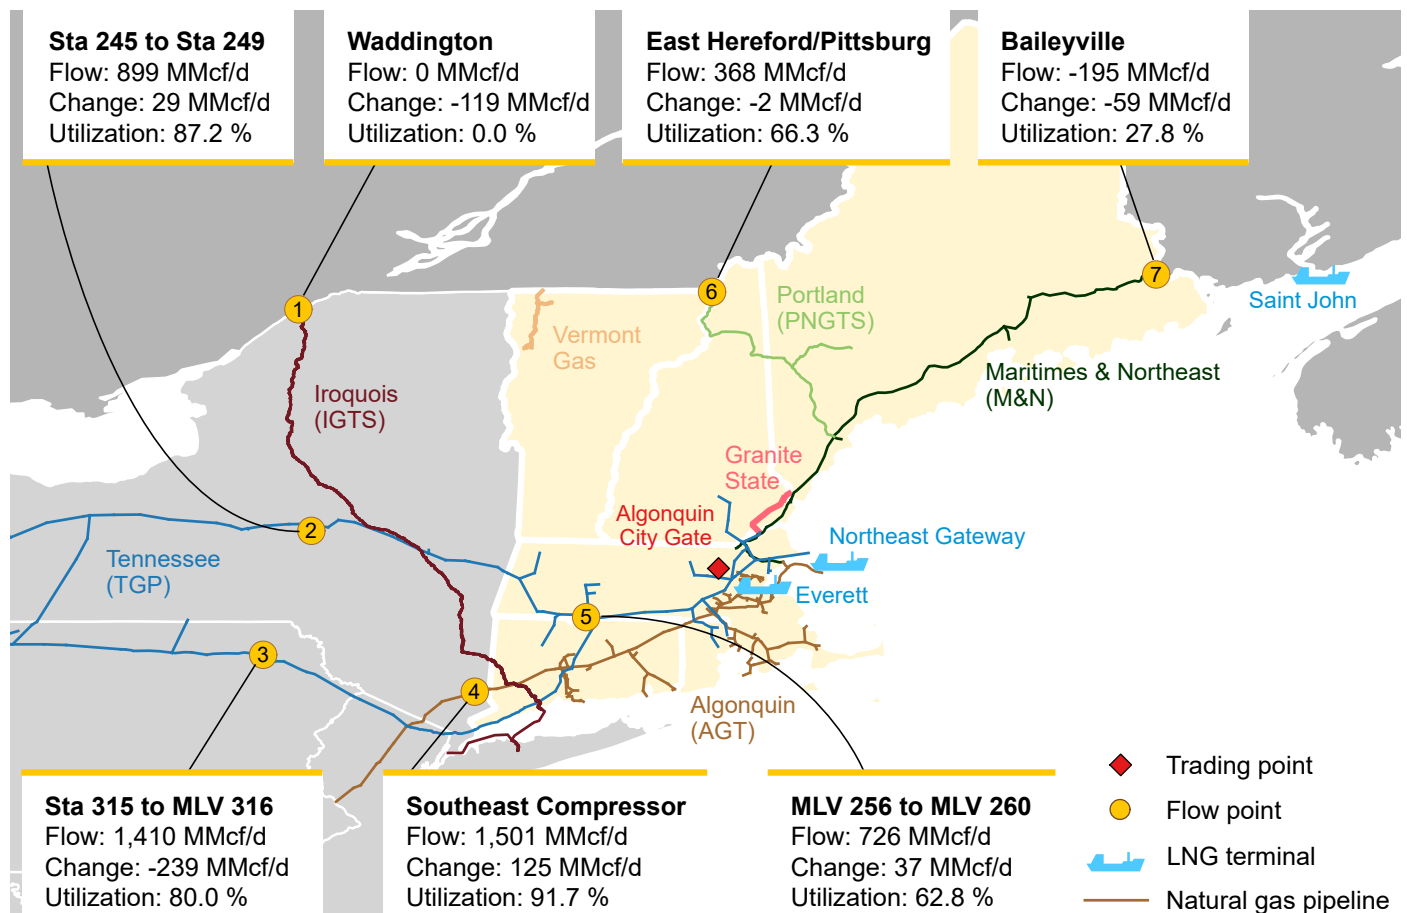 Sta 245 to Sta 249
Flow: 899 MMcf/d
Change: 29 MMcf/d
Utilization: 87.2 %
Waddington
Flow: 0 MMcf/d
Change: -119 MMcf/d
Utilization: 0.0 %
East Hereford/Pittsburg
Flow: 368 MMcf/d
Change: -2 MMcf/d
Utilization: 66.3 %
Baileyville
Flow: -195 MMcf/d
Change: -59 MMcf/d
Utilization: 27.8 %
1
6
7
Portland
(PNGTS)
Saint John
Vermont
Gas
Iroquois
(IGTS)
Maritimes & Northeast
(M&N)
Granite
State
Algonquin
City Gate
2
Northeast Gateway
Tennessee
(TGP)
Everett
5
3
4
Algonquin
(AGT)
Sta 315 to MLV 316
Flow: 1,410 MMcf/d
Change: -239 MMcf/d
Utilization: 80.0 %
Southeast Compressor
Flow: 1,501 MMcf/d
Change: 125 MMcf/d
Utilization: 91.7 %
MLV 256 to MLV 260
Flow: 726 MMcf/d
Change: 37 MMcf/d
Utilization: 62.8 %
Trading point
Flow point
LNG terminal
Natural gas pipeline